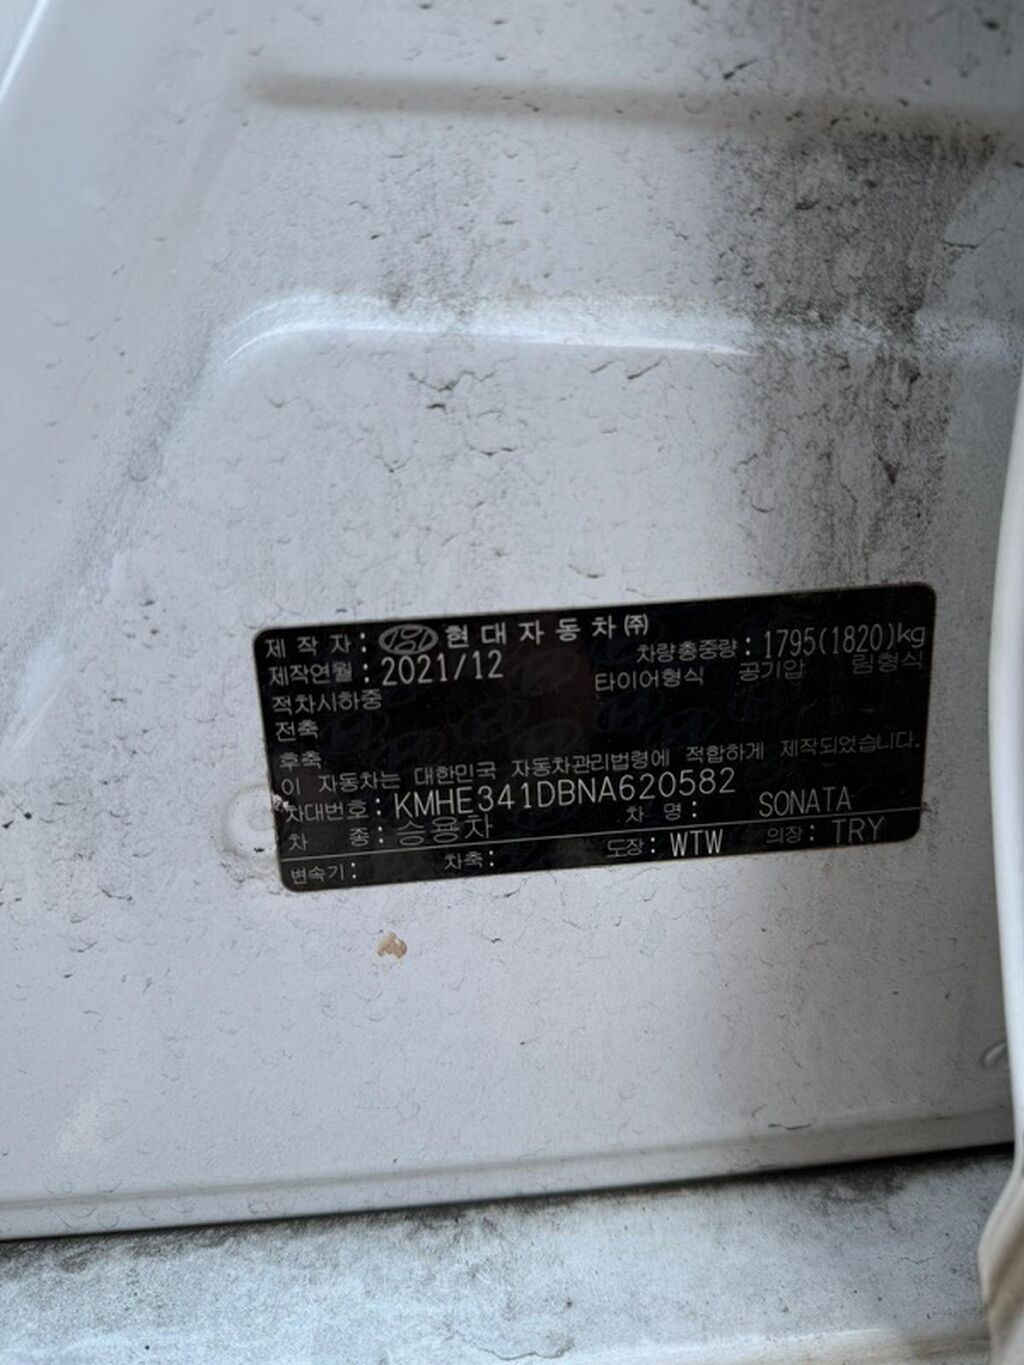 제 작 자 : 현대자동차㈜ 차량총중량 : 1795(1820)kg
제작연월 : 2021/12 타이어형식 공기압 림형식
적차시하중
전축
후축
이 자동차는 대한민국 자동차관리법령에 적합하게 제작되었습니다.
차대번호 : KMHE341DBNA620582
차 종 : 승용차 차 명 : SONATA
변속기 : 차축 : 도장 : WTW 의장 : TRY